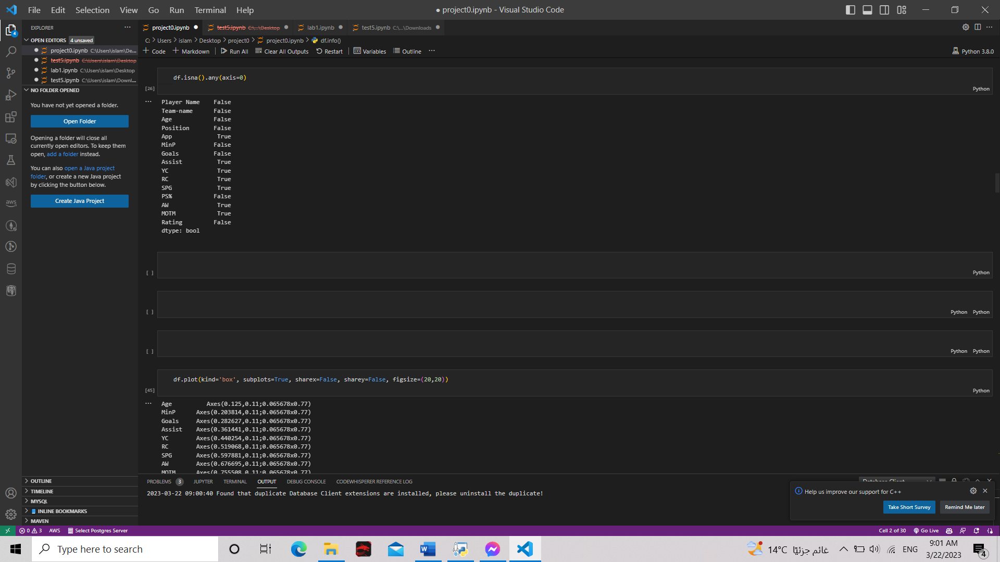 File Edit Selection View Go Run Terminal Help
● project0.ipynb - Visual Studio Code
EXPLORER
OPEN EDITORS 4 unsaved
project0.ipynb C:\Users\islam\De...
test5.ipynb C:\Users\islam\Desktop
lab1.ipynb C:\Users\islam\Desktop
test5.ipynb C:\Users\islam\Downl...
NO FOLDER OPENED
You have not yet opened a folder.
Open Folder
Opening a folder will close all
currently open editors. To keep them
open, add a folder instead.
You can also open a Java project
folder, or create a new Java project
by clicking the button below.
Create Java Project
aws
OUTLINE
TIMELINE
MYSQL
INLINE BOOKMARKS
MAVEN
project0.ipynb ● test5.ipynb C:\...\Desktop ● lab1.ipynb ● test5.ipynb C:\...\Downloads ●
C: > Users > islam > Desktop > project0 > project0.ipynb > df.info()
+ Code + Markdown | Run All Clear All Outputs Restart | Variables Outline ...
Python 3.8.0
df.isna().any(axis=0)
[26]
Python
Player Name False
Team-name False
Age False
Position False
App True
MinP False
Goals False
Assist True
YC True
RC True
SPG True
PS% False
AW True
MOTM True
Rating False
dtype: bool
[ ]
Python
[ ]
Python Python
[ ]
Python Python
df.plot(kind='box', subplots=True, sharex=False, sharey=False, figsize=(20,20))
[45]
Python
Age Axes(0.125,0.11;0.065678x0.77)
MinP Axes(0.203814,0.11;0.065678x0.77)
Goals Axes(0.282627,0.11;0.065678x0.77)
Assist Axes(0.361441,0.11;0.065678x0.77)
YC Axes(0.440254,0.11;0.065678x0.77)
RC Axes(0.519068,0.11;0.065678x0.77)
SPG Axes(0.597881,0.11;0.065678x0.77)
AW Axes(0.676695,0.11;0.065678x0.77)
MOTM Axes(0.755508,0.11;0.065678x0.77)
PROBLEMS 3 JUPYTER TERMINAL OUTPUT DEBUG CONSOLE CODEWHISPERER REFERENCE LOG
Database Client
2023-03-22 09:00:40 Found that duplicate Database Client extensions are installed, please uninstall the duplicate!
Help us improve our support for C++
Take Short Survey Remind Me later
0 3 AWS Select Postgres Server
Cell 2 of 30 Go Live
Type here to search
14°C غائم جزئيًا
ENG
9:01 AM
3/22/2023
4